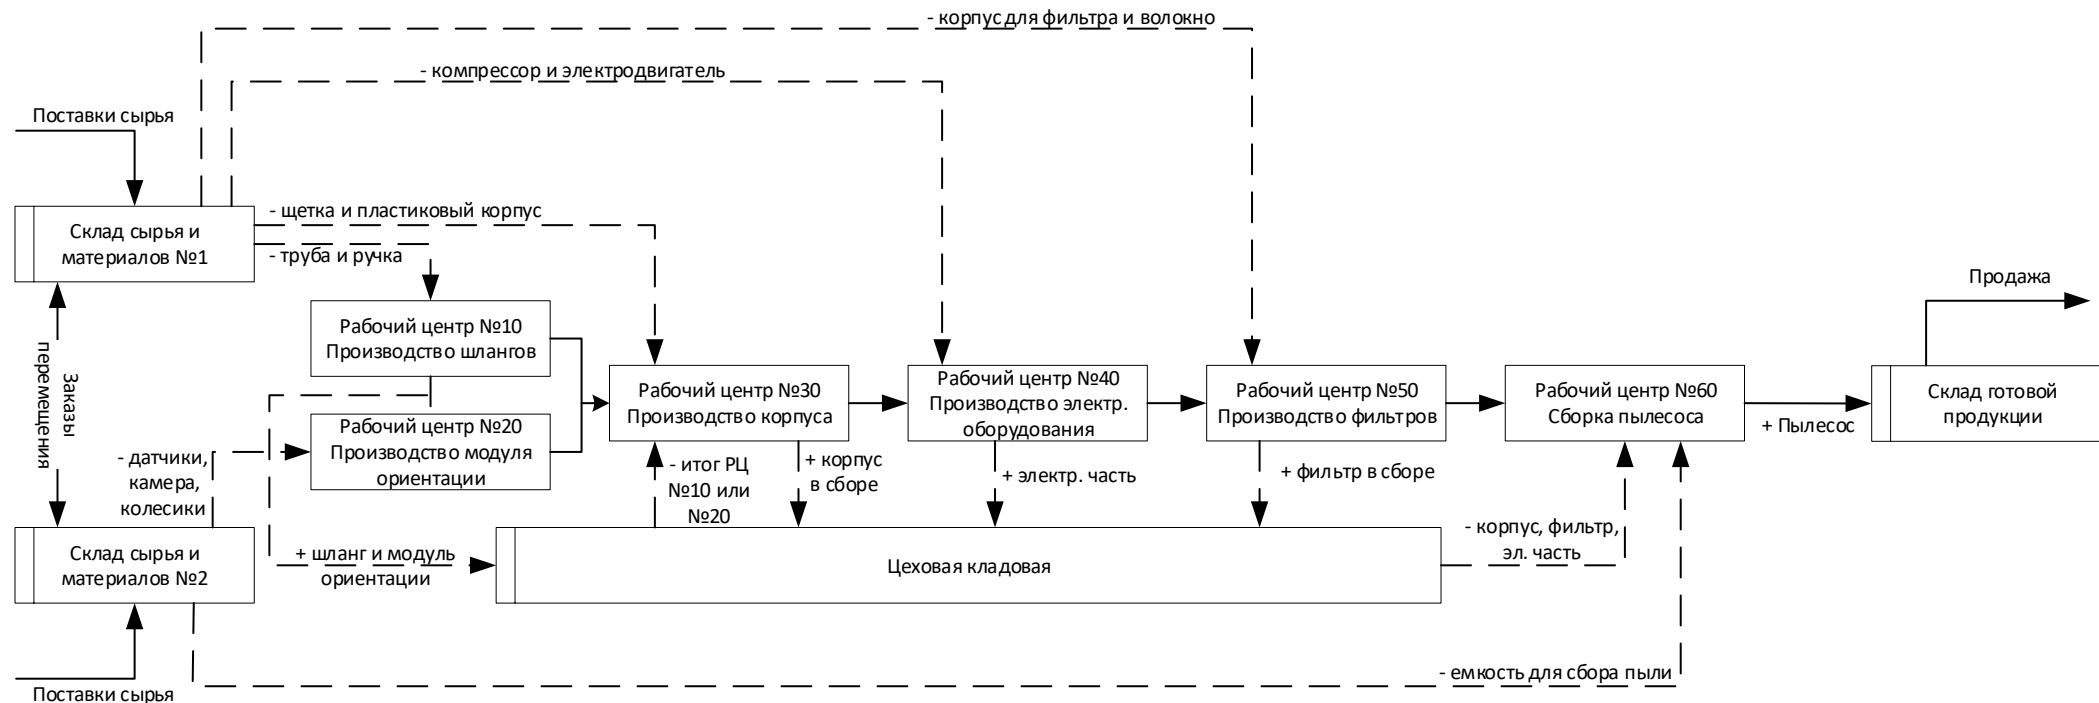 - корпус для фильтра и волокно
- компрессор и электродвигатель
Поставки сырья
Склад сырья и
материалов №1
- щетка и пластиковый корпус
- труба и ручка
Заказы
перемещения
Рабочий центр №10
Производство шлангов
Рабочий центр №20
Производство модуля
ориентации
Рабочий центр №30
Производство корпуса
Рабочий центр №40
Производство электр.
оборудования
Рабочий центр №50
Производство фильтров
Рабочий центр №60
Сборка пылесоса
+ Пылесос
Продажа
Склад готовой
продукции
- датчики,
камера,
колесики
- итог РЦ
№10 или
№20
+ корпус
в сборе
+ электр. часть
+ фильтр в сборе
- корпус, фильтр,
эл. часть
Склад сырья и
материалов №2
+ шланг и модуль
ориентации
Цеховая кладовая
- емкость для сбора пыли
Поставки сырья